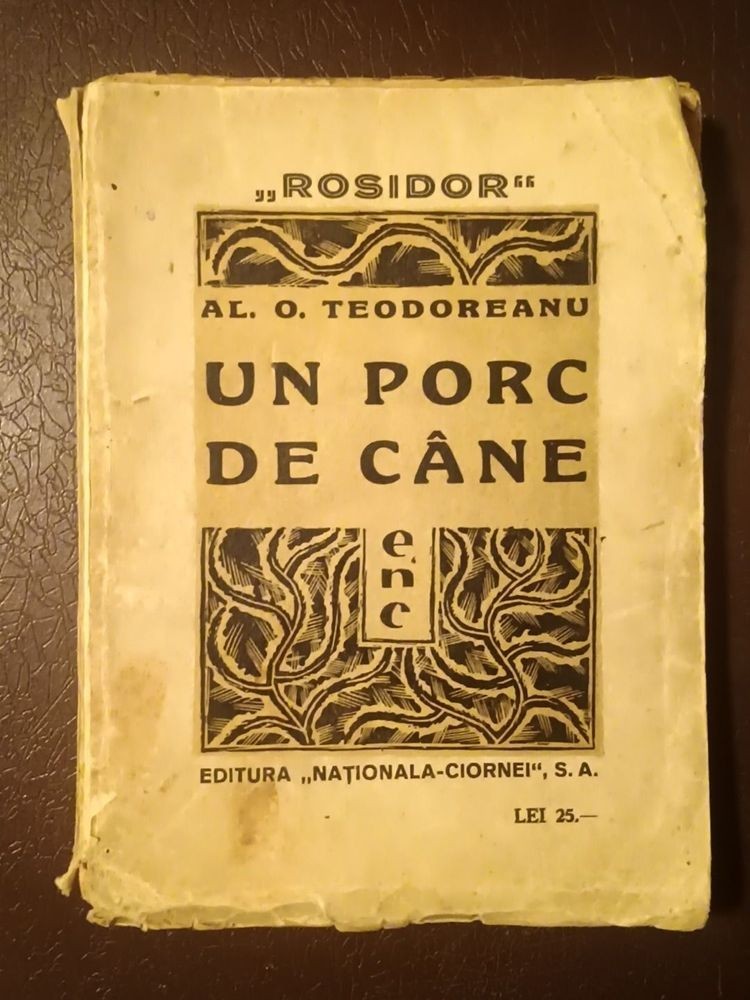 „ROSIDOR“
AL. O. TEODOREANU
UN PORC
DE CÂNE
enc
EDITURA „NAȚIONALA-CIORNEI“, S. A.
LEI 25.—